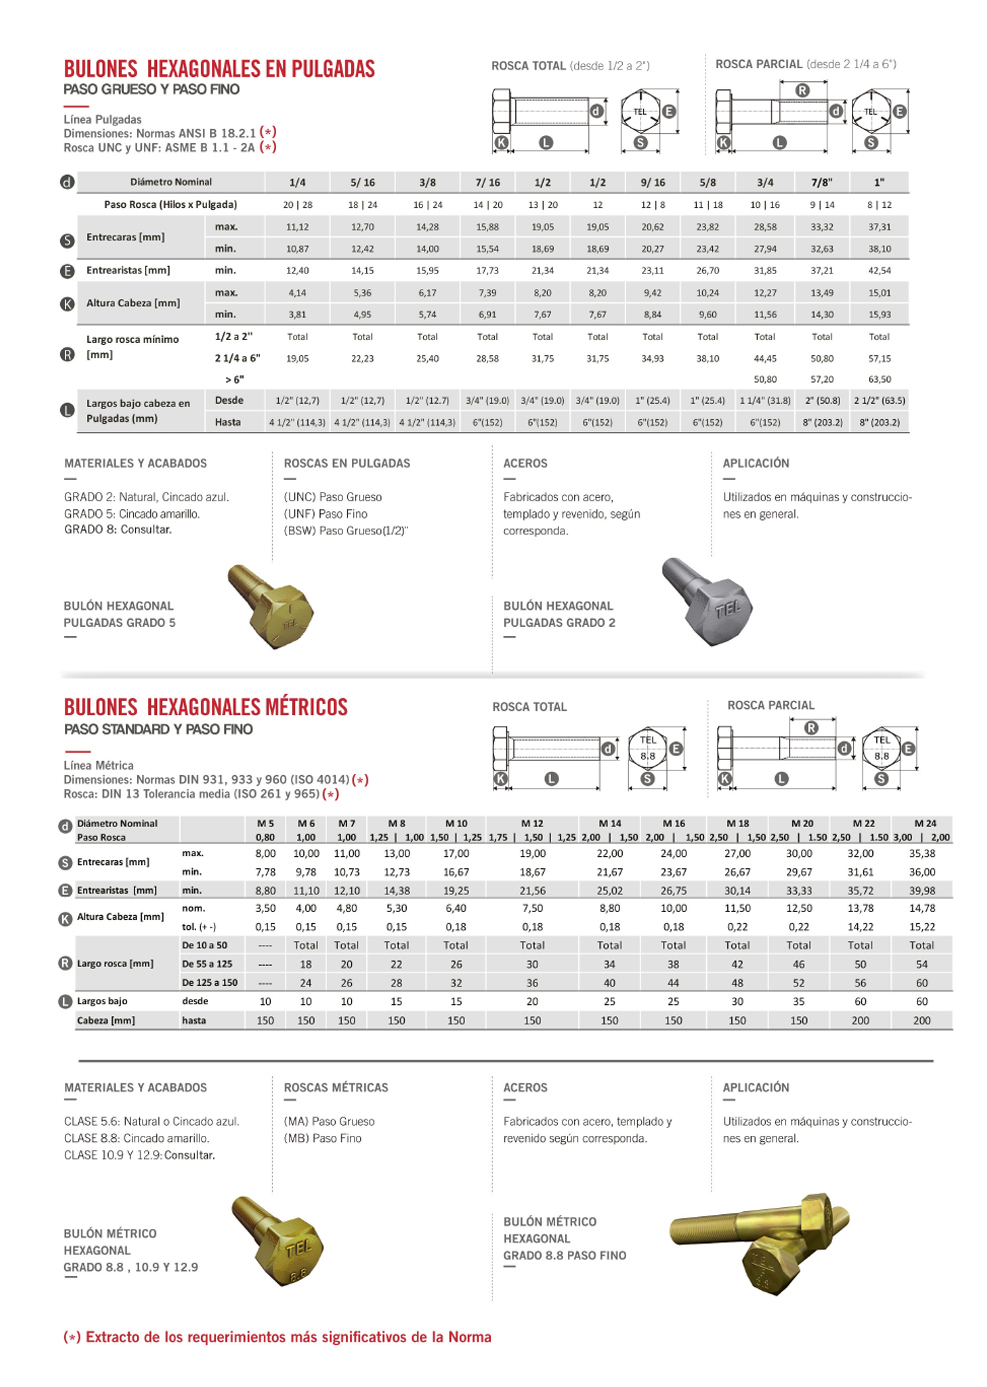 BULONES HEXAGONALES EN PULGADAS
PASO GRUESO Y PASO FINO
Línea Pulgadas
Dimensiones: Normas ANSI B 18.2.1 (*)
Rosca UNC y UNF: ASME B 1.1 - 2A (*)
ROSCA TOTAL (desde 1/2 a 2")
K L d TEL E S
ROSCA PARCIAL (desde 2 1/4 a 6")
R K L d TEL E S
d Diámetro Nominal 1/4 5/ 16 3/8 7/ 16 1/2 1/2 9/ 16 5/8 3/4 7/8" 1"
Paso Rosca (Hilos x Pulgada) 20 | 28 18 | 24 16 | 24 14 | 20 13 | 20 12 12 | 8 11 | 18 10 | 16 9 | 14 8 | 12
S Entrecaras [mm] max. 11,12 12,70 14,28 15,88 19,05 19,05 20,62 23,82 28,58 33,32 37,31
min. 10,87 12,42 14,00 15,54 18,69 18,69 20,27 23,42 27,94 32,63 38,10
E Entrearistas [mm] min. 12,40 14,15 15,95 17,73 21,34 21,34 23,11 26,70 31,85 37,21 42,54
K Altura Cabeza [mm] max. 4,14 5,36 6,17 7,39 8,20 8,20 9,42 10,24 12,27 13,49 15,01
min. 3,81 4,95 5,74 6,91 7,67 7,67 8,84 9,60 11,56 14,30 15,93
R Largo rosca mínimo [mm] 1/2 a 2" Total Total Total Total Total Total Total Total Total Total Total
2 1/4 a 6" 19,05 22,23 25,40 28,58 31,75 31,75 34,93 38,10 44,45 50,80 57,15
> 6" 50,80 57,20 63,50
L Largos bajo cabeza en Pulgadas (mm) Desde 1/2" (12,7) 1/2" (12,7) 1/2" (12.7) 3/4" (19.0) 3/4" (19.0) 3/4" (19.0) 1" (25.4) 1" (25.4) 1 1/4" (31.8) 2" (50.8) 2 1/2" (63.5)
Hasta 4 1/2" (114,3) 4 1/2" (114,3) 4 1/2" (114,3) 6"(152) 6"(152) 6"(152) 6"(152) 6"(152) 6"(152) 8" (203.2) 8" (203.2)
MATERIALES Y ACABADOS
GRADO 2: Natural, Cincado azul.
GRADO 5: Cincado amarillo.
GRADO 8: Consultar.
ROSCAS EN PULGADAS
(UNC) Paso Grueso
(UNF) Paso Fino
(BSW) Paso Grueso(1/2)"
ACEROS
Fabricados con acero,
templado y revenido, según
corresponda.
APLICACIÓN
Utilizados en máquinas y construccio-
nes en general.
BULÓN HEXAGONAL
PULGADAS GRADO 5
TEL
BULÓN HEXAGONAL
PULGADAS GRADO 2
TEL
BULONES HEXAGONALES MÉTRICOS
PASO STANDARD Y PASO FINO
Línea Métrica
Dimensiones: Normas DIN 931, 933 y 960 (ISO 4014) (*)
Rosca: DIN 13 Tolerancia media (ISO 261 y 965) (*)
ROSCA TOTAL
K L d TEL 8.8 E S
ROSCA PARCIAL
R K L d TEL 8.8 E S
d Diámetro Nominal M 5 M 6 M 7 M 8 M 10 M 12 M 14 M 16 M 18 M 20 M 22 M 24
Paso Rosca 0,80 1,00 1,00 1,25 | 1,00 1,50 | 1,25 1,75 | 1,50 | 1,25 2,00 | 1,50 2,00 | 1,50 2,50 | 1,50 2,50 | 1.50 2,50 | 1.50 3,00 | 2,00
S Entrecaras [mm] max. 8,00 10,00 11,00 13,00 17,00 19,00 22,00 24,00 27,00 30,00 32,00 35,38
min. 7,78 9,78 10,73 12,73 16,67 18,67 21,67 23,67 26,67 29,67 31,61 36,00
E Entrearistas [mm] min. 8,80 11,10 12,10 14,38 19,25 21,56 25,02 26,75 30,14 33,33 35,72 39,98
K Altura Cabeza [mm] nom. 3,50 4,00 4,80 5,30 6,40 7,50 8,80 10,00 11,50 12,50 13,78 14,78
tol. (+ -) 0,15 0,15 0,15 0,15 0,18 0,18 0,18 0,18 0,22 0,22 14,22 15,22
R Largo rosca [mm] De 10 a 50 ---- Total Total Total Total Total Total Total Total Total Total Total
De 55 a 125 ---- 18 20 22 26 30 34 38 42 46 50 54
De 125 a 150 ---- 24 26 28 32 36 40 44 48 52 56 60
L Largos bajo desde 10 10 10 15 15 20 25 25 30 35 60 60
Cabeza [mm] hasta 150 150 150 150 150 150 150 150 150 150 200 200
MATERIALES Y ACABADOS
CLASE 5.6: Natural o Cincado azul.
CLASE 8.8: Cincado amarillo.
CLASE 10.9 Y 12.9: Consultar.
ROSCAS MÉTRICAS
(MA) Paso Grueso
(MB) Paso Fino
ACEROS
Fabricados con acero, templado y
revenido según corresponda.
APLICACIÓN
Utilizados en máquinas y construccio-
nes en general.
BULÓN MÉTRICO
HEXAGONAL
GRADO 8.8 , 10.9 Y 12.9
TEL
8.8
BULÓN MÉTRICO
HEXAGONAL
GRADO 8.8 PASO FINO
(*) Extracto de los requerimientos más significativos de la Norma